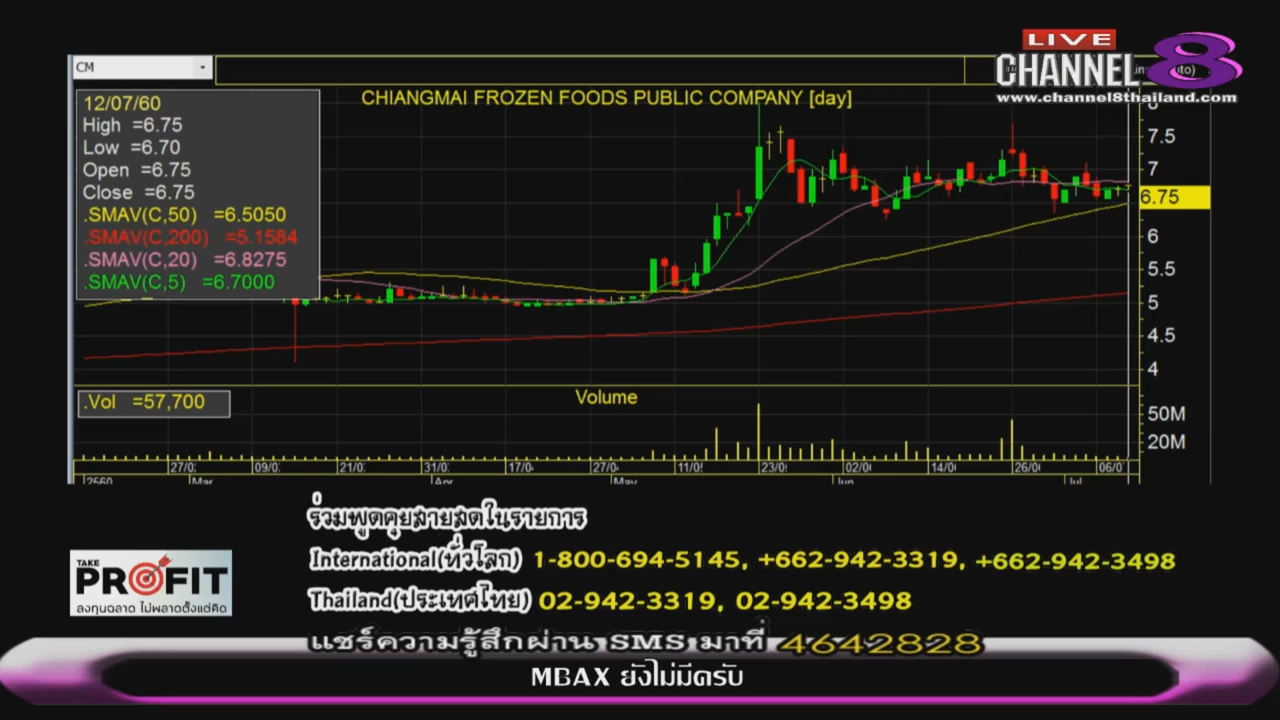 LIVE
CHANNEL 8
www.channel8thailand.com
CM
CHIANGMAI FROZEN FOODS PUBLIC COMPANY [day]
12/07/60
High =6.75
Low =6.70
Open =6.75
Close =6.75
.SMAV(C,50) =6.5050
.SMAV(C,200) =5.1584
.SMAV(C,20) =6.8275
.SMAV(C,5) =6.7000
8
7.5
7
6.75
6
5.5
5
4.5
4
.Vol =57,700
Volume
50M
20M
27/0 09/0 21/0 31/0 17/0 27/0 11/0 23/0 02/0 14/0 26/0 06/0
2560 Mar Apr May Jun Jul
ร่วมพูดคุยสายสดในรายการ
International(ทั่วโลก) 1-800-694-5145, +662-942-3319, +662-942-3498
Thailand(ประเทศไทย) 02-942-3319, 02-942-3498
TAKE
PROFIT
ลงทุนฉลาด ไม่พลาดตั้งแต่คิด
แชร์ความรู้สึกผ่าน SMS มาที่ 4642828
MBAX ยังไม่มีครับ